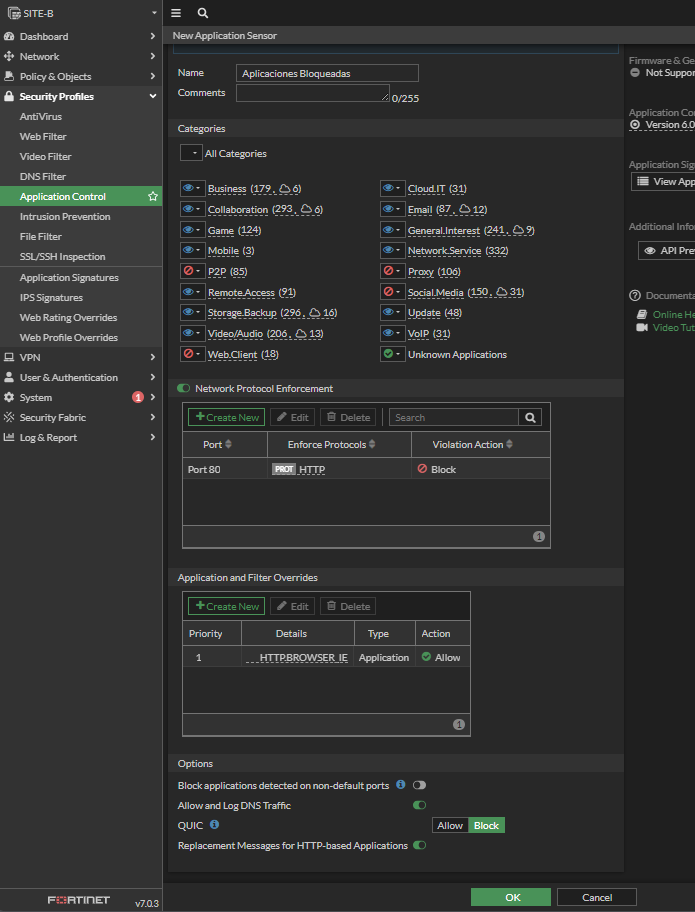 SITE-B
Dashboard
Network
Policy & Objects
Security Profiles
AntiVirus
Web Filter
Video Filter
DNS Filter
Application Control
Intrusion Prevention
File Filter
SSL/SSH Inspection
Application Signatures
IPS Signatures
Web Rating Overrides
Web Profile Overrides
VPN
User & Authentication
System 1
Security Fabric
Log & Report
FORTINET v7.0.3
New Application Sensor
Name Aplicaciones Bloqueadas
Comments 0/255
Categories
All Categories
Business (179, 6) Cloud.IT (31)
Collaboration (293, 6) Email (87, 12)
Game (124) General.Interest (241, 9)
Mobile (3) Network.Service (332)
P2P (85) Proxy (106)
Remote.Access (91) Social.Media (150, 31)
Storage.Backup (296, 16) Update (48)
Video/Audio (206, 13) VoIP (31)
Web.Client (18) Unknown Applications
Network Protocol Enforcement
Create New Edit Delete Search
Port Enforce Protocols Violation Action
Port 80 PROT HTTP Block
1
Application and Filter Overrides
Create New Edit Delete
Priority Details Type Action
1 HTTP.BROWSER_IE Application Allow
1
Options
Block applications detected on non-default ports
Allow and Log DNS Traffic
QUIC Allow Block
Replacement Messages for HTTP-based Applications
OK Cancel
Firmware & Ge
Not Suppor
Application Co
Version 6.0
Application Sig
View App
Additional Infor
API Pre
Documenta
Online He
Video Tut